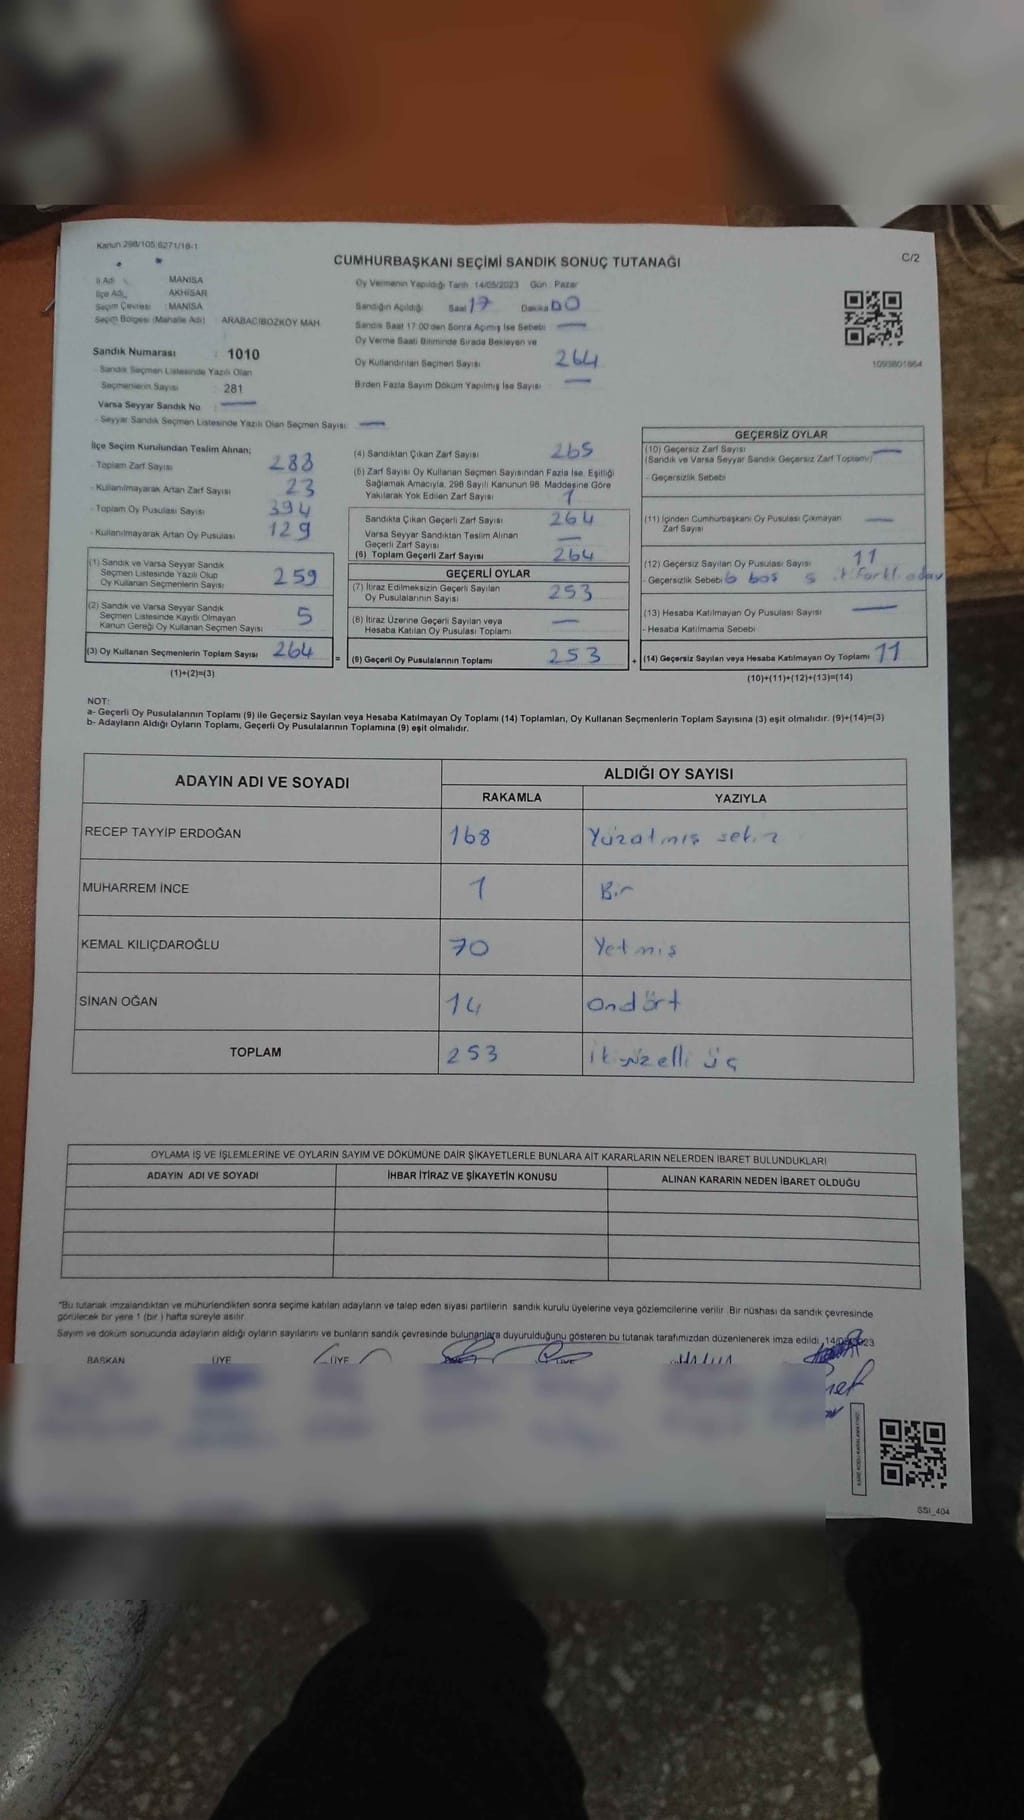 Kanun 298/105,6271/18-1
CUMHURBAŞKANI SEÇİMİ SANDIK SONUÇ TUTANAĞI
C/2
İl Adı : MANİSA
İlçe Adı : AKHİSAR
Seçim Çevresi : MANİSA
Seçim Bölgesi (Mahalle Adı) : ARABACIBOZKÖY MAH.
Sandık Numarası : 1010
Sandık Seçmen Listesinde Yazılı Olan
Seçmenlerin Sayısı : 281
Varsa Seyyar Sandık No : —
- Seyyar Sandık Seçmen Listesinde Yazılı Olan Seçmen Sayısı: —
Oy Vermenin Yapıldığı Tarih 14/05/2023 Gün : Pazar
Sandığın Açıldığı Saat 17 Dakika 00
Sandık Saat 17:00'den Sonra Açılmış İse Sebebi —
Oy Verme Saati Bitiminde Sırada Bekleyen ve
Oy Kullandırılan Seçmen Sayısı 264
Birden Fazla Sayım Döküm Yapılmış İse Sayısı —
1093801664
İlçe Seçim Kurulundan Teslim Alınan;
- Toplam Zarf Sayısı 288
- Kullanılmayarak Artan Zarf Sayısı 23
- Toplam Oy Pusulası Sayısı 394
- Kullanılmayarak Artan Oy Pusulası 129
(1) Sandık ve Varsa Seyyar Sandık
Seçmen Listesinde Yazılı Olup
Oy Kullanan Seçmenlerin Sayısı 259
(2) Sandık ve Varsa Seyyar Sandık
Seçmen Listesinde Kayıtlı Olmayan
Kanun Gereği Oy Kullanan Seçmen Sayısı 5
(3) Oy Kullanan Seçmenlerin Toplam Sayısı 264
(1)+(2)=(3)
(4) Sandıktan Çıkan Zarf Sayısı 265
(5) Zarf Sayısı Oy Kullanan Seçmen Sayısından Fazla İse, Eşitliği
Sağlamak Amacıyla, 298 Sayılı Kanunun 98. Maddesine Göre
Yakılarak Yok Edilen Zarf Sayısı 1
Sandıkta Çıkan Geçerli Zarf Sayısı 264
Varsa Seyyar Sandıktan Teslim Alınan
Geçerli Zarf Sayısı —
(6) Toplam Geçerli Zarf Sayısı 264
GEÇERLİ OYLAR
(7) İtiraz Edilmeksizin Geçerli Sayılan
Oy Pusulalarının Sayısı 253
(8) İtiraz Üzerine Geçerli Sayılan veya
Hesaba Katılan Oy Pusulası Toplamı —
= (9) Geçerli Oy Pusulalarının Toplamı 253
GEÇERSİZ OYLAR
(10) Geçersiz Zarf Sayısı —
(Sandık ve Varsa Seyyar Sandık Geçersiz Zarf Toplamı)
- Geçersizlik Sebebi
(11) İçinden Cumhurbaşkanı Oy Pusulası Çıkmayan
Zarf Sayısı —
(12) Geçersiz Sayılan Oy Pusulası Sayısı 11
- Geçersizlik Sebebi 6 boş 5 farklı aday
(13) Hesaba Katılmayan Oy Pusulası Sayısı —
- Hesaba Katılmama Sebebi
+ (14) Geçersiz Sayılan veya Hesaba Katılmayan Oy Toplamı 11
(10)+(11)+(12)+(13)=(14)
NOT:
a- Geçerli Oy Pusulalarının Toplamı (9) ile Geçersiz Sayılan veya Hesaba Katılmayan Oy Toplamı (14) Toplamları, Oy Kullanan Seçmenlerin Toplam Sayısına (3) eşit olmalıdır. (9)+(14)=(3)
b- Adayların Aldığı Oyların Toplamı, Geçerli Oy Pusulalarının Toplamına (9) eşit olmalıdır.
ADAYIN ADI VE SOYADI ALDIĞI OY SAYISI
RAKAMLA YAZIYLA
RECEP TAYYİP ERDOĞAN 168 Yüzatmış sekiz
MUHARREM İNCE 1 Bir
KEMAL KILIÇDAROĞLU 70 Yetmiş
SİNAN OĞAN 14 Ondört
TOPLAM 253 ikiyüzelli üç
OYLAMA İŞ VE İŞLEMLERİNE VE OYLARIN SAYIM VE DÖKÜMÜNE DAİR ŞİKAYETLERLE BUNLARA AİT KARARLARIN NELERDEN İBARET BULUNDUKLARI
ADAYIN ADI VE SOYADI İHBAR İTİRAZ VE ŞİKAYETİN KONUSU ALINAN KARARIN NEDEN İBARET OLDUĞU
"Bu tutanak imzalandıktan ve mühürlendikten sonra seçime katılan adayların ve talep eden siyasi partilerin sandık kurulu üyelerine veya gözlemcilerine verilir. Bir nüshası da sandık çevresinde
görülecek bir yere 1 (bir ) hafta süreyle asılır.
Sayım ve döküm sonucunda adayların aldığı oyların sayılarını ve bunların sandık çevresinde bulunanlara duyurulduğunu gösteren bu tutanak tarafımızdan düzenlenerek imza edildi.
BAŞKAN ÜYE ÜYE ÜYE
SSI_404